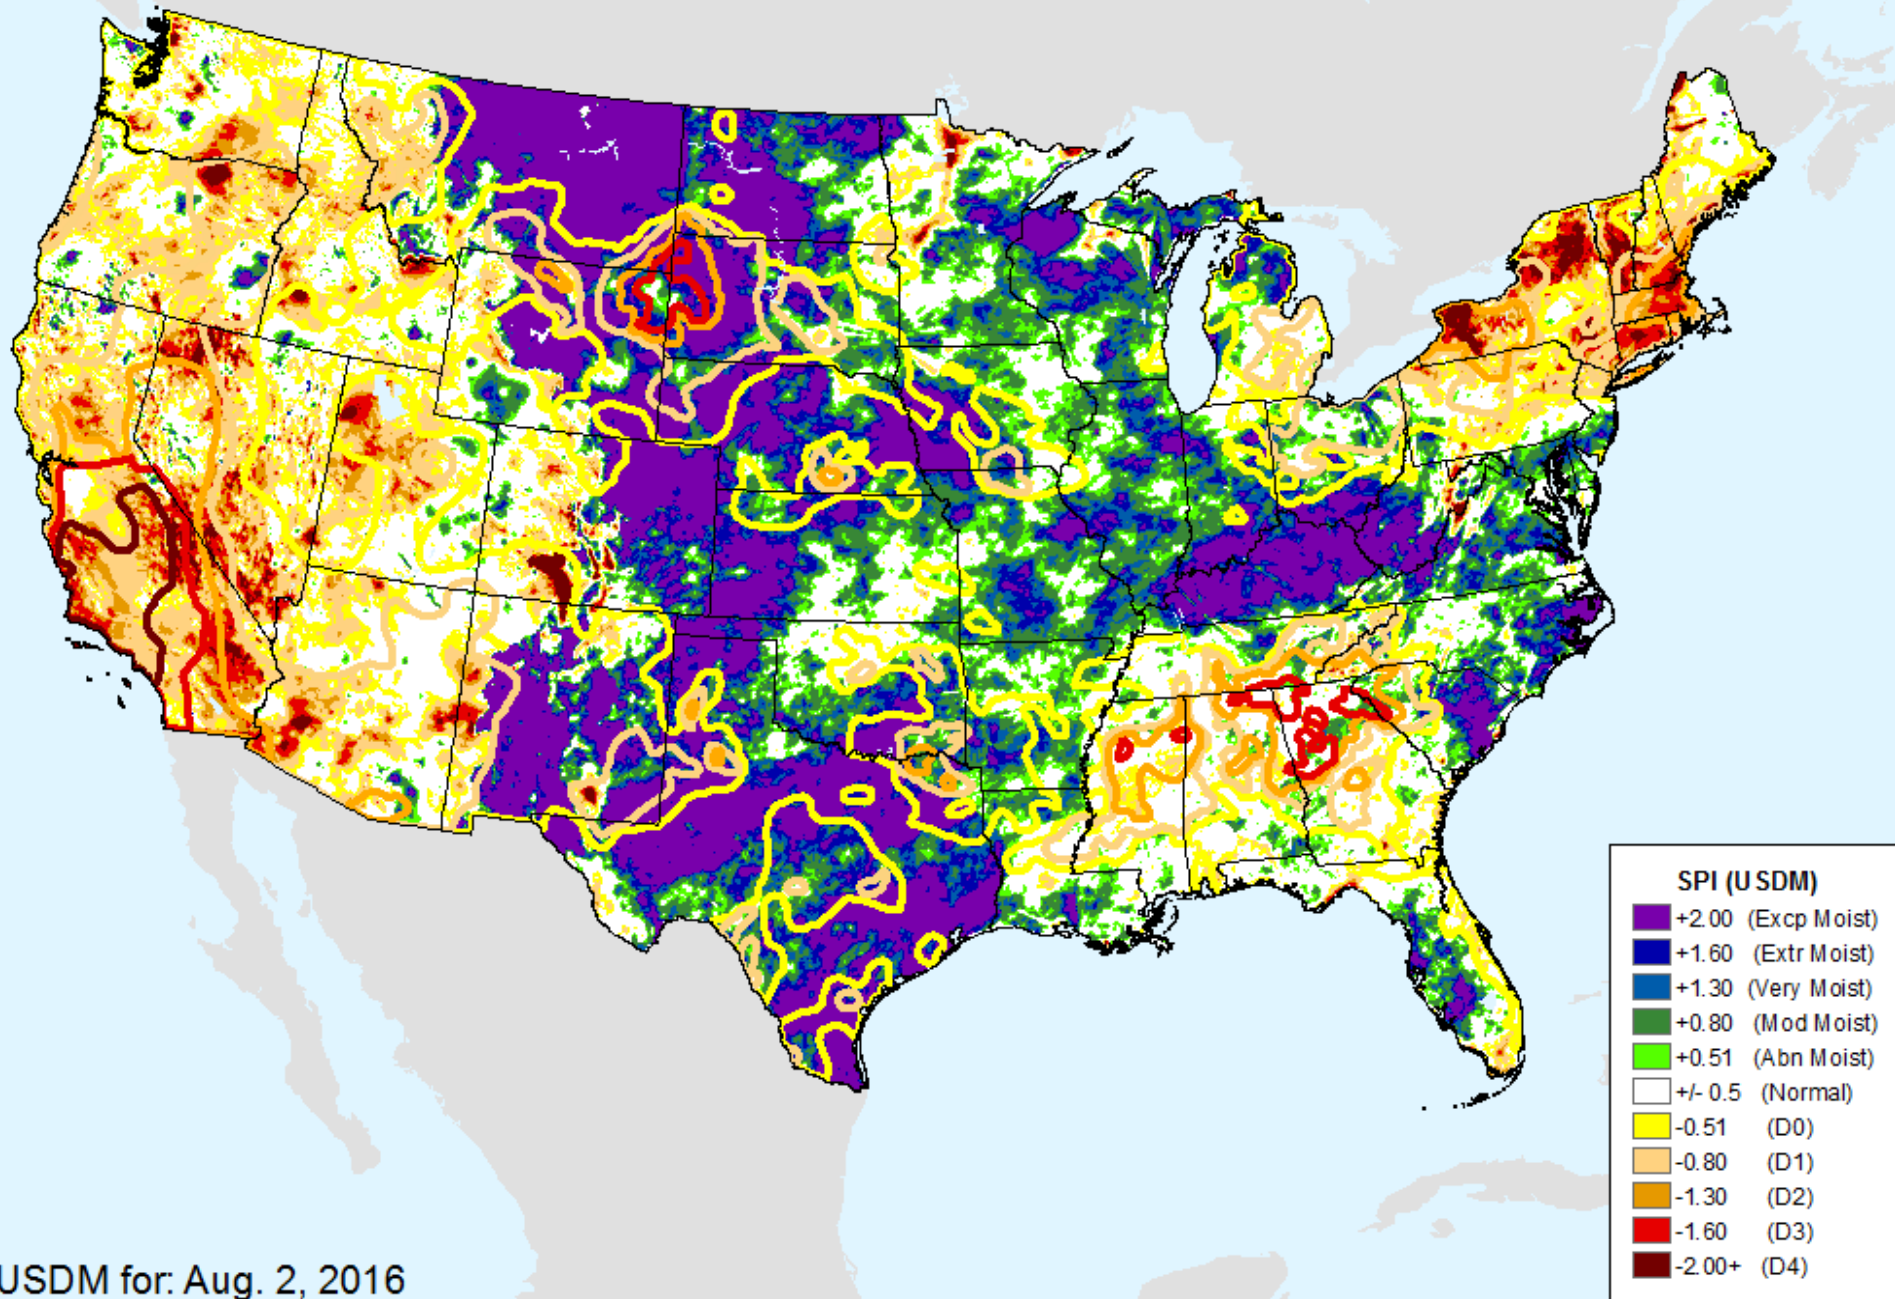 SPI (USDM)
+2.00 (Excp Moist)
+1.60 (Extr Moist)
+1.30 (Very Moist)
+0.80 (Mod Moist)
+0.51 (Abn Moist)
+/- 0.5 (Normal)
-0.51 (D0)
-0.80 (D1)
-1.30 (D2)
-1.60 (D3)
-2.00+ (D4)
USDM for: Aug. 2, 2016